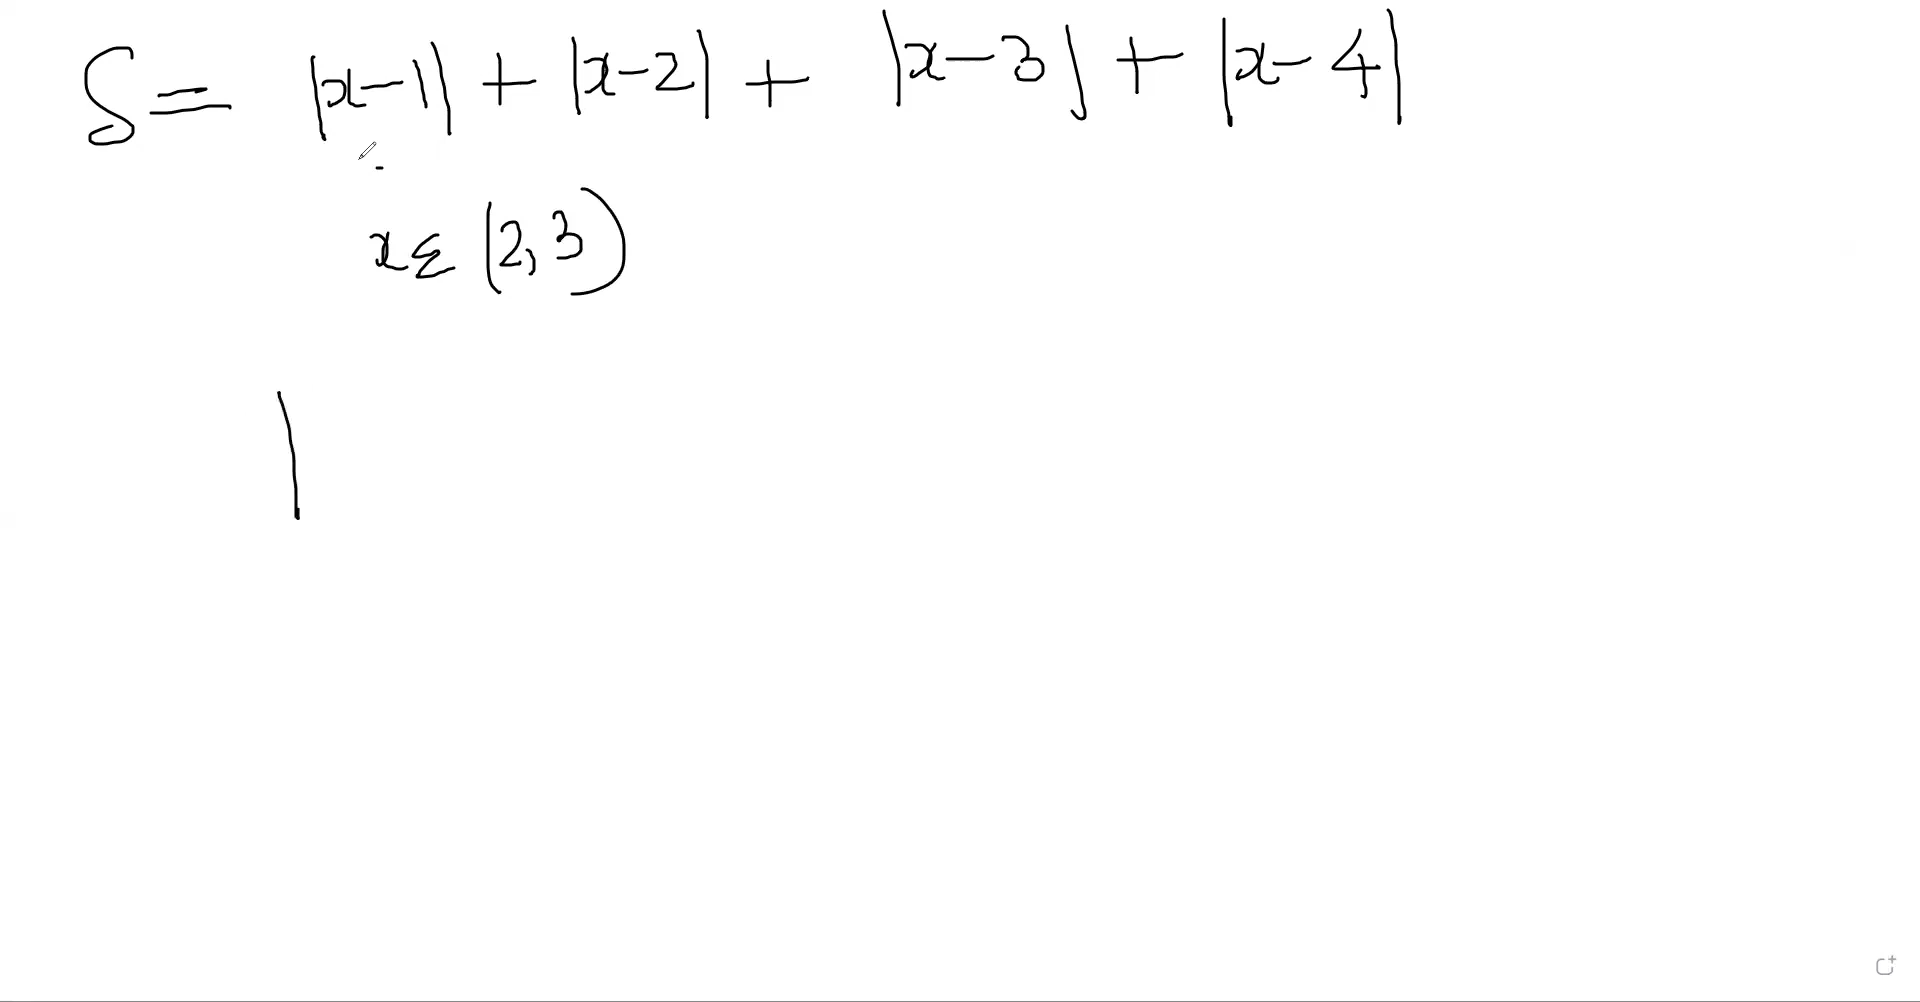 S = |x-1| + |x-2| + |x-3| + |x-4|
x ∈ (2,3)
|